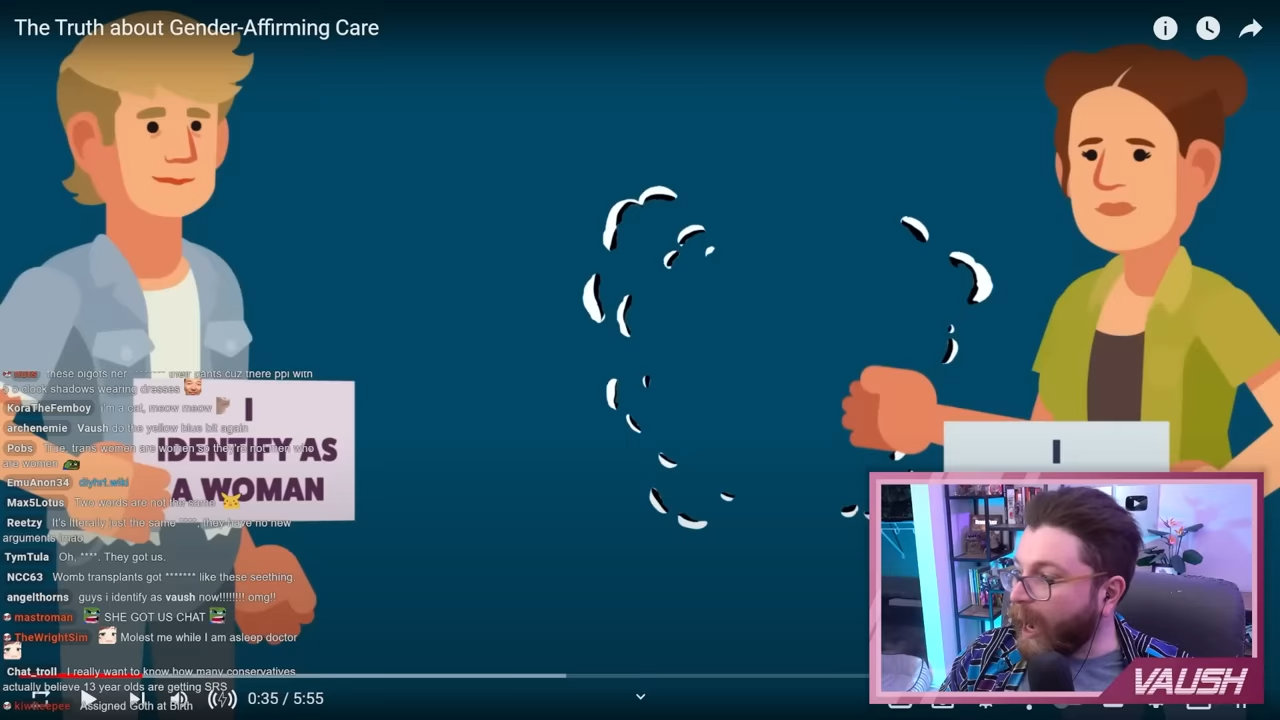 The Truth about Gender-Affirming Care
these bigots
their pants cuz there ppl with
o clock shadows wearing dresses
KoraTheFemboy I'm a cat, meow meow
archenemie Vaush do the yellow blue bit again
Pobs True, trans women are women so they're not men who
are women
EmuAnon34 diyhrt.wiki
Max5Lotus Two words are not the same
Reetzy It's literally just the same ****, they have no new
arguments lmao
TymTula Oh, ****. They got us.
NCC63 Womb transplants got ******* like these seething
angelthorns guys i identify as vaush now!!!!!!!! omg!!
mastroman SHE GOT US CHAT
TheWrightSim Molest me while I am asleep doctor
Chat_troll I really want to know how many conservatives
actually believe 13 year olds are getting SRS
kiwdeepee Assigned Goth at Birth
I
IDENTIFY AS
A WOMAN
I
0:35 / 5:55
VAUSH